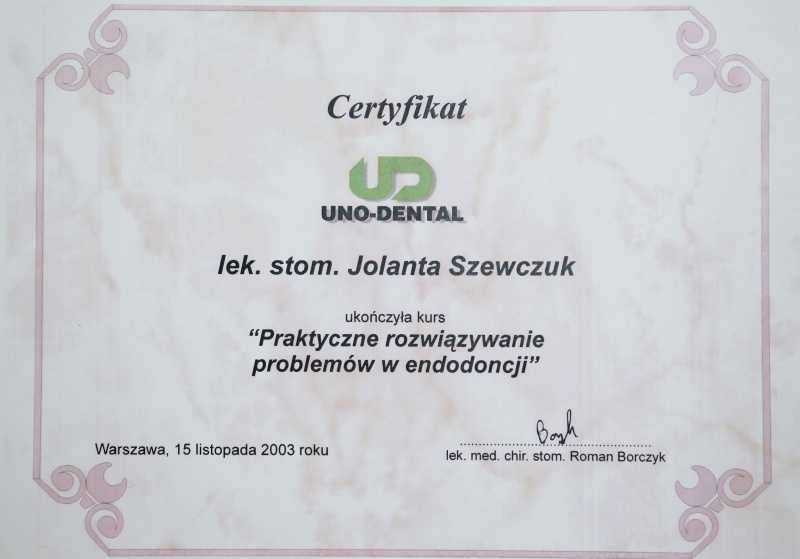 Certyfikat
UD
UNO-DENTAL
lek. stom. Jolanta Szewczuk
ukończyła kurs
“Praktyczne rozwiązywanie
problemów w endodoncji”
Warszawa, 15 listopada 2003 roku
lek. med. chir. stom. Roman Borczyk